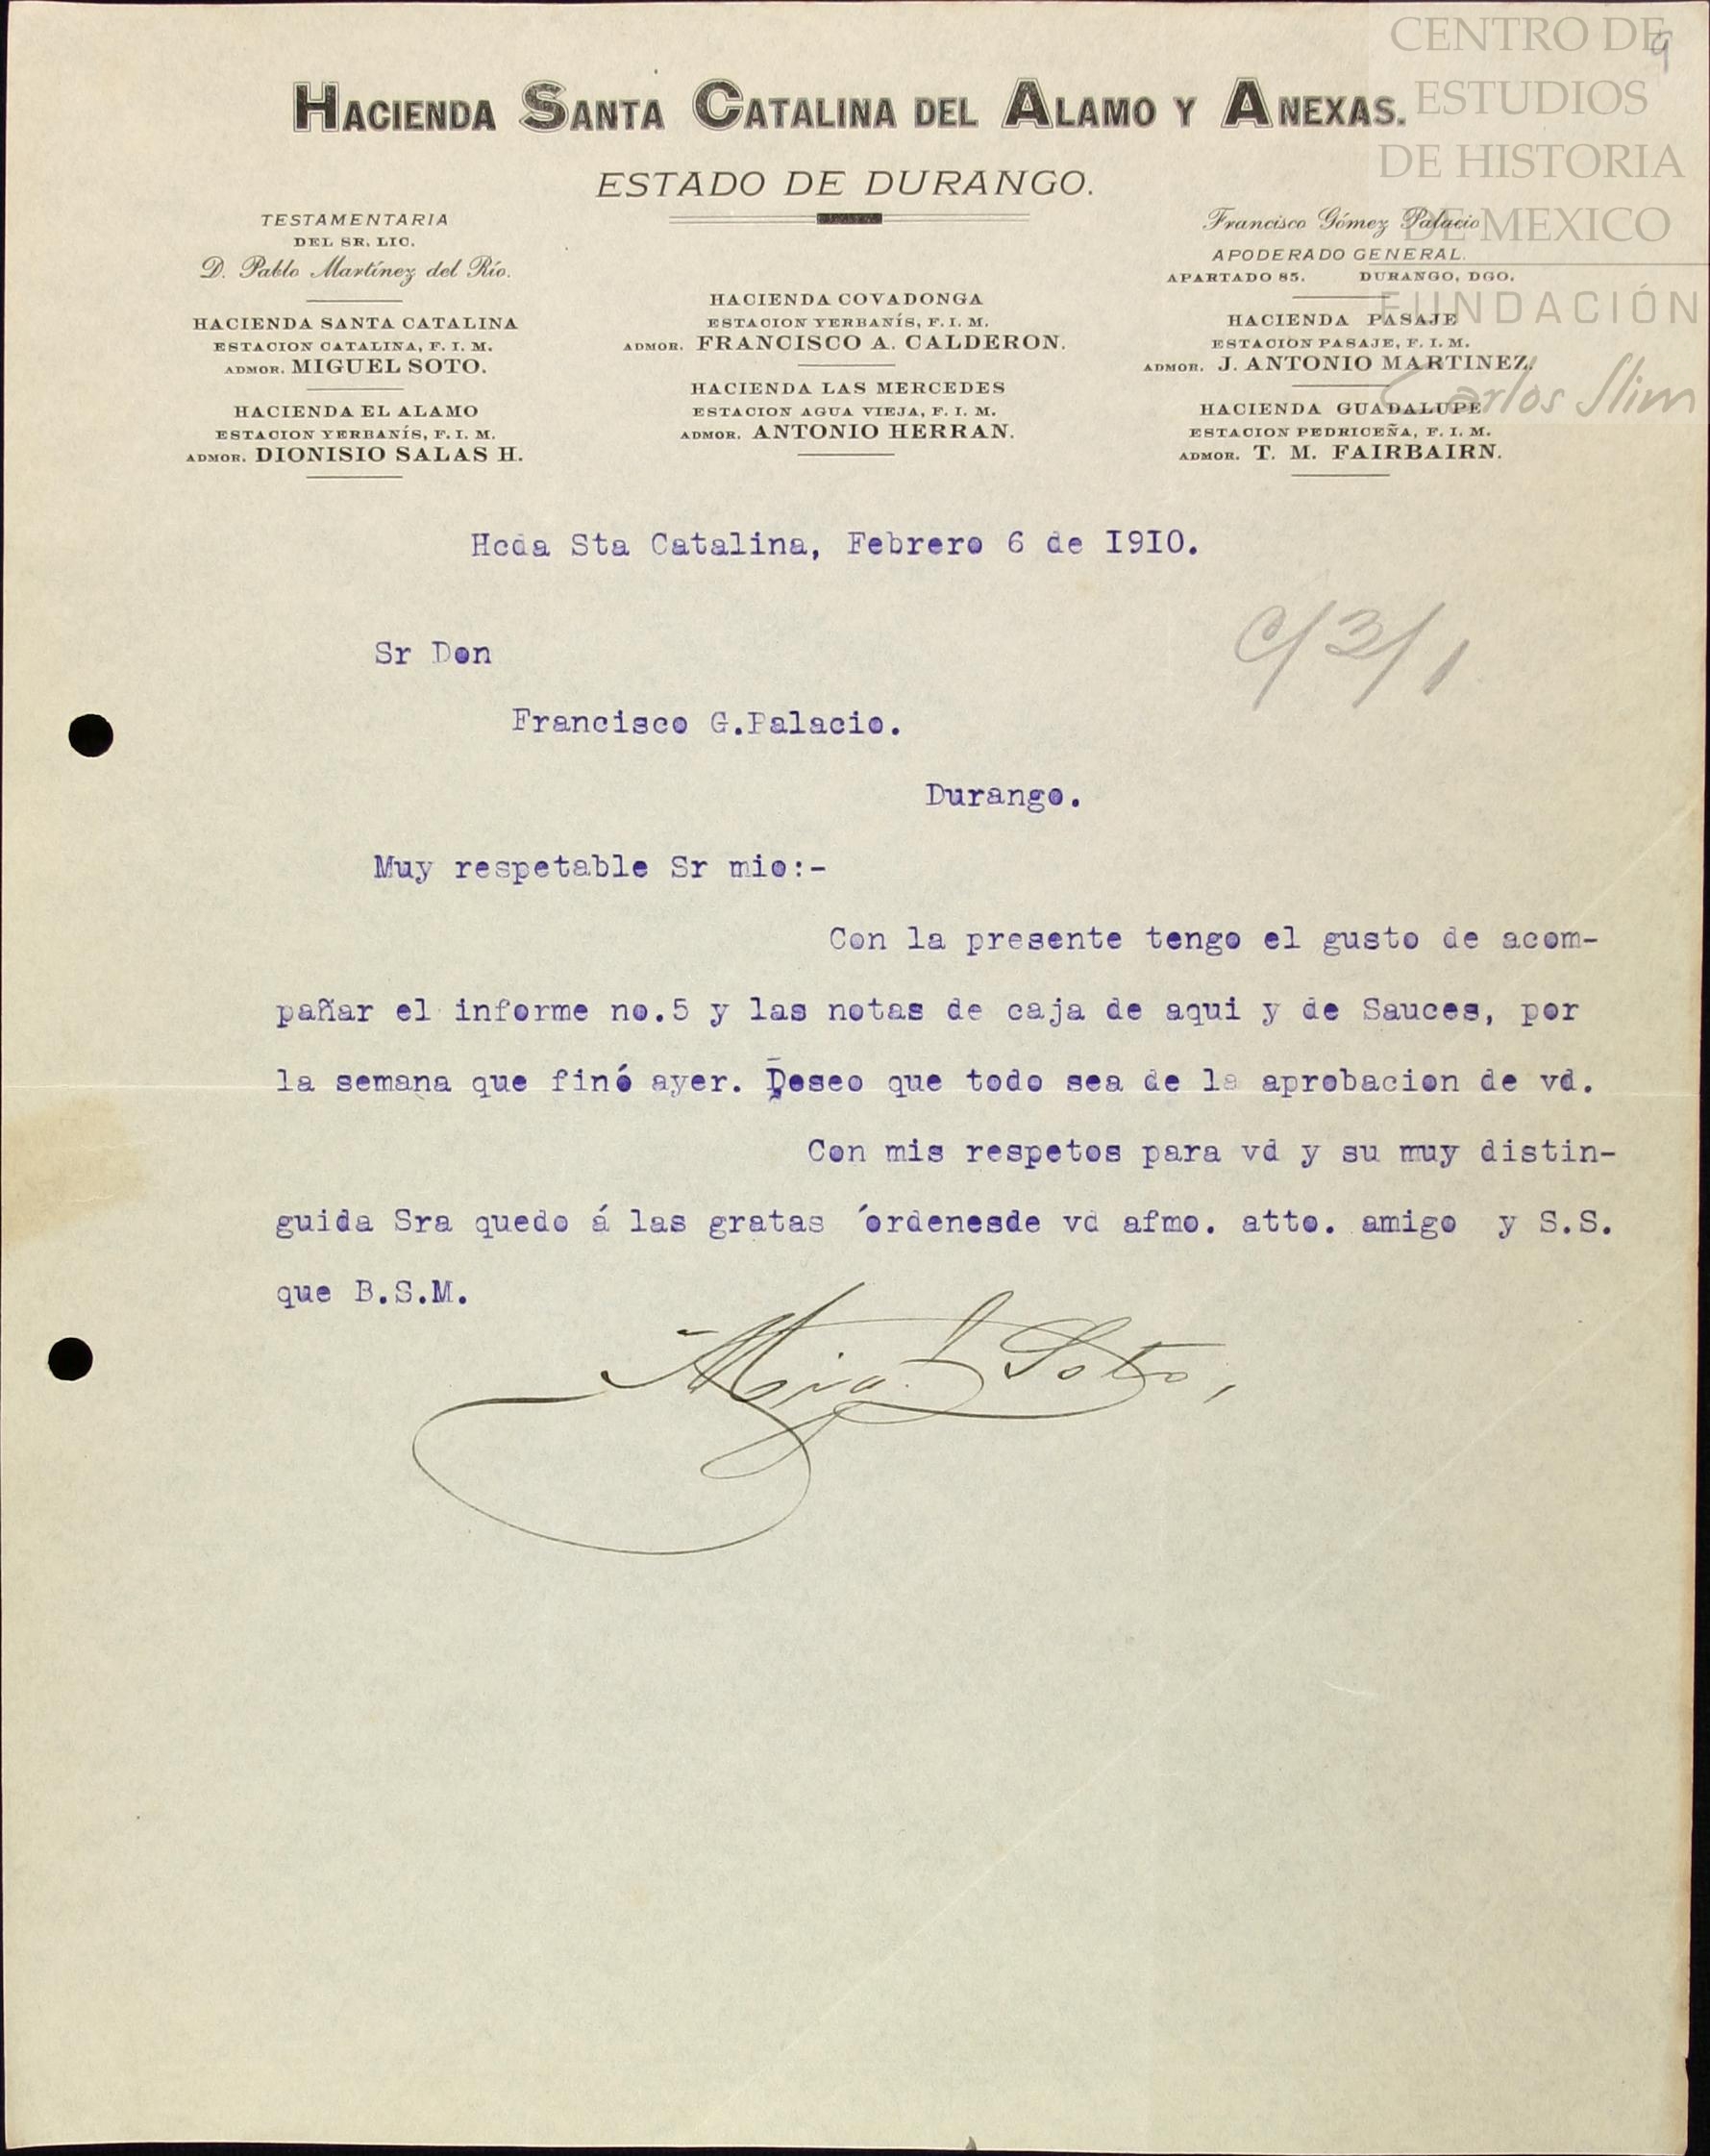 CENTRO DE
ESTUDIOS
DE HISTORIA
DE MEXICO
FUNDACIÓN
Carlos Slim
9
HACIENDA SANTA CATALINA DEL ALAMO Y ANEXAS.
ESTADO DE DURANGO.
TESTAMENTARIA
DEL SR. LIC.
D. Pablo Martínez del Río.
HACIENDA SANTA CATALINA
ESTACION CATALINA, F. I. M.
ADMOR. MIGUEL SOTO.
HACIENDA EL ALAMO
ESTACION YERBANÍS, F. I. M.
ADMOR. DIONISIO SALAS H.
HACIENDA COVADONGA
ESTACION YERBANÍS, F. I. M.
ADMOR. FRANCISCO A. CALDERON.
HACIENDA LAS MERCEDES
ESTACION AGUA VIEJA, F. I. M.
ADMOR. ANTONIO HERRAN.
Francisco Gómez Palacio
APODERADO GENERAL.
APARTADO 85. DURANGO, DGO.
HACIENDA PASAJE
ESTACION PASAJE, F. I. M.
ADMOR. J. ANTONIO MARTINEZ.
HACIENDA GUADALUPE
ESTACION PEDRICEÑA, F. I. M.
ADMOR. T. M. FAIRBAIRN.
Hcda Sta Catalina, Febrero 6 de I9I0.
C/3/1
Sr Don
Francisco G.Palacio.
Durango.
Muy respetable Sr mio:-
Con la presente tengo el gusto de acom-
pañar el informe no.5 y las notas de caja de aqui y de Sauces, por
la semana que finó ayer. Deseo que todo sea de la aprobacion de vd.
Con mis respetos para vd y su muy distin-
guida Sra quedo á las gratas ´ordenesde vd afmo. atto. amigo y S.S.
que B.S.M.
Mig. Soto,